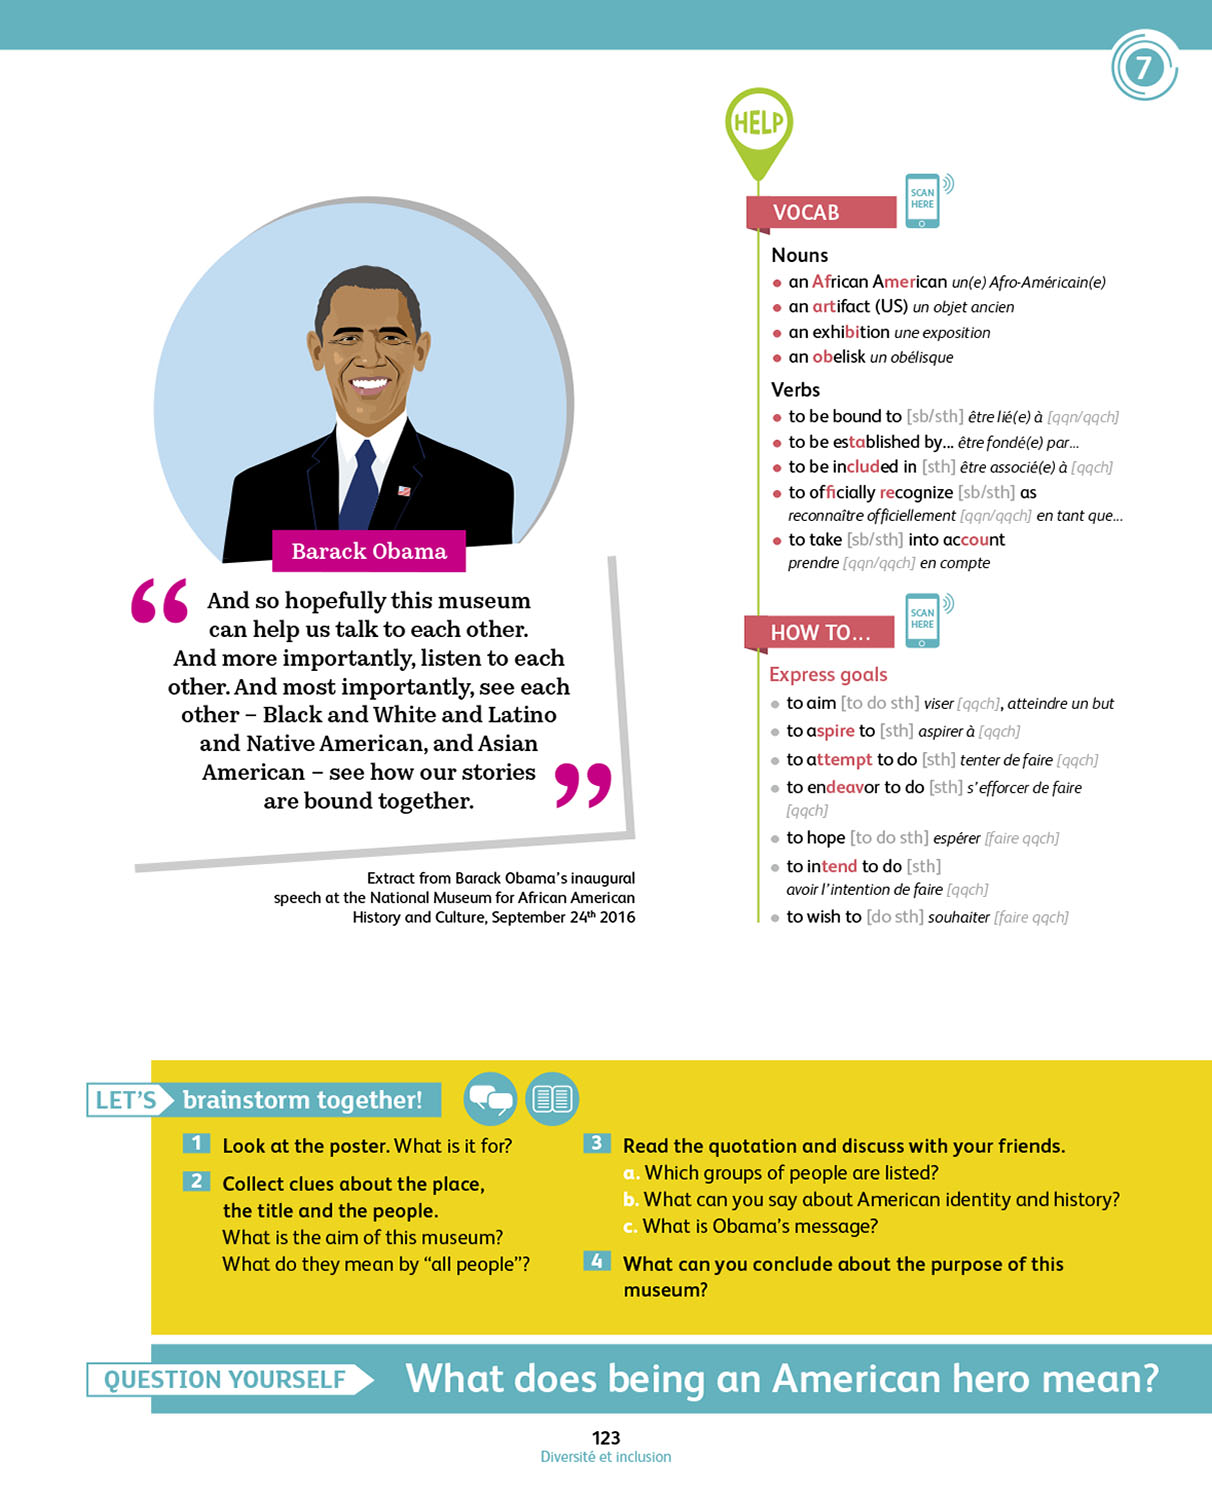 7
HELP
VOCAB
SCAN
HERE
Nouns
• an African American un(e) Afro-Américain(e)
• an artifact (US) un objet ancien
• an exhibition une exposition
• an obelisk un obélisque
Verbs
• to be bound to [sb/sth] être lié(e) à [qqn/qqch]
• to be established by... être fondé(e) par...
• to be included in [sth] être associé(e) à [qqch]
• to officially recognize [sb/sth] as
reconnaître officiellement [qqn/qqch] en tant que...
• to take [sb/sth] into account
prendre [qqn/qqch] en compte
HOW TO...
SCAN
HERE
Express goals
• to aim [to do sth] viser [qqch], atteindre un but
• to aspire to [sth] aspirer à [qqch]
• to attempt to do [sth] tenter de faire [qqch]
• to endeavor to do [sth] s'efforcer de faire
[qqch]
• to hope [to do sth] espérer [faire qqch]
• to intend to do [sth]
avoir l'intention de faire [qqch]
• to wish to [do sth] souhaiter [faire qqch]
Barack Obama
“ And so hopefully this museum
can help us talk to each other.
And more importantly, listen to each
other. And most importantly, see each
other – Black and White and Latino
and Native American, and Asian
American – see how our stories
are bound together. ”
Extract from Barack Obama's inaugural
speech at the National Museum for African American
History and Culture, September 24th 2016
LET'S brainstorm together!
1 Look at the poster. What is it for?
2 Collect clues about the place,
the title and the people.
What is the aim of this museum?
What do they mean by “all people”?
3 Read the quotation and discuss with your friends.
a. Which groups of people are listed?
b. What can you say about American identity and history?
c. What is Obama's message?
4 What can you conclude about the purpose of this
museum?
QUESTION YOURSELF What does being an American hero mean?
123
Diversité et inclusion